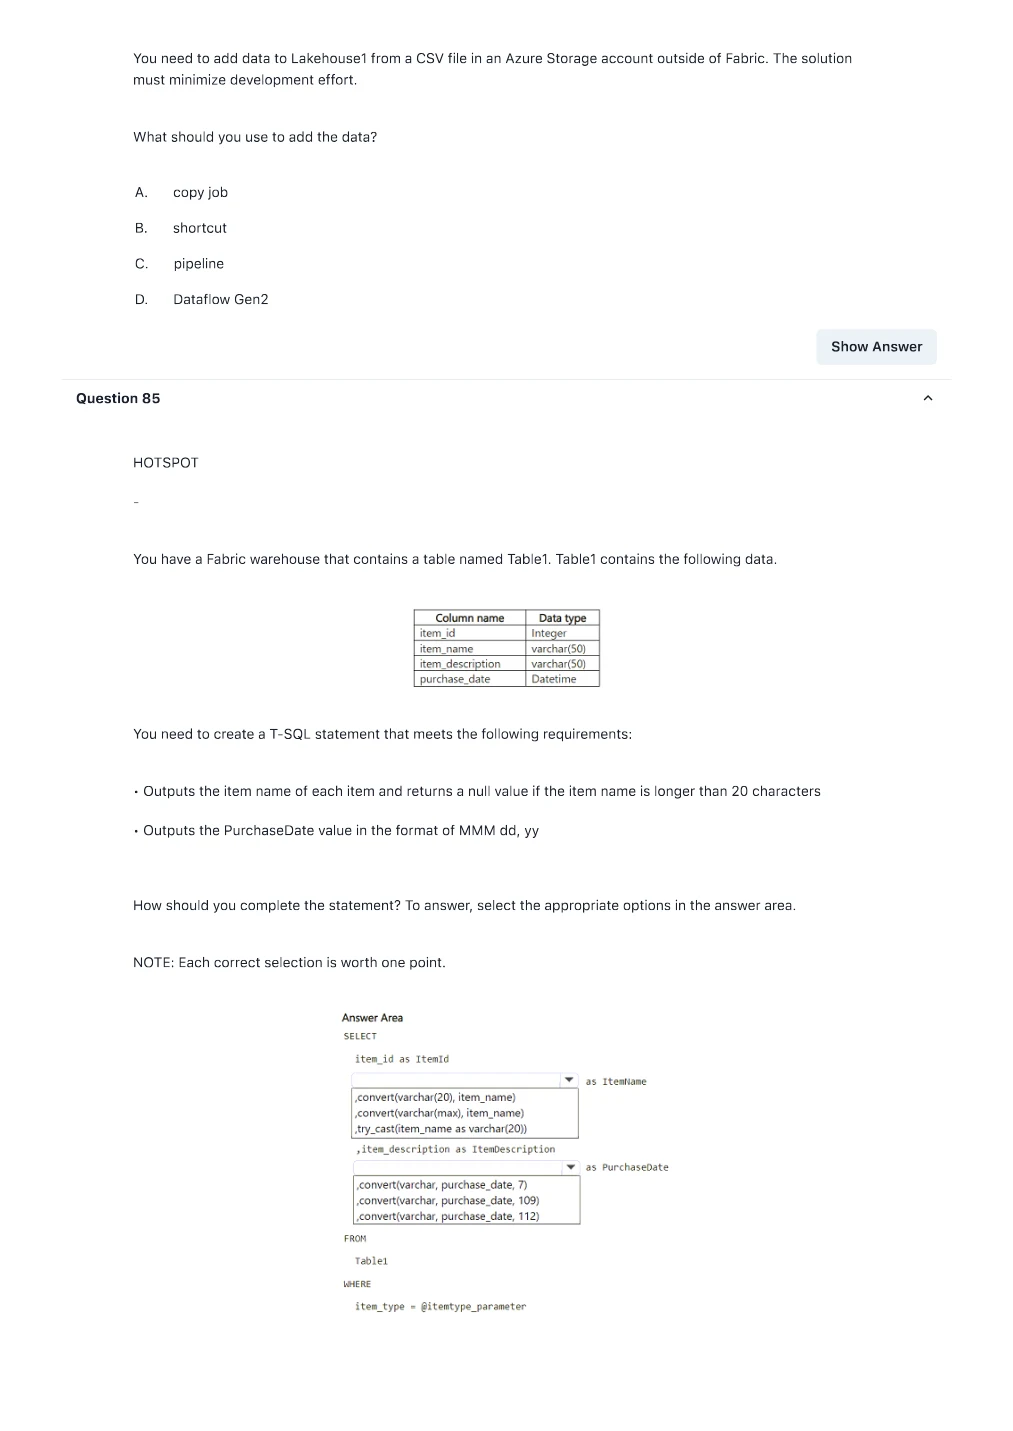 You need to add data to Lakehouse1 from a CSV file in an Azure Storage account outside of Fabric. The solution
must minimize development effort.
What should you use to add the data?
A. copy job
B. shortcut
C. pipeline
D. Dataflow Gen2
Show Answer
Question 85
HOTSPOT
-
You have a Fabric warehouse that contains a table named Table1. Table1 contains the following data.
Column name Data type
item_id Integer
item_name varchar(50)
item_description varchar(50)
purchase_date Datetime
You need to create a T-SQL statement that meets the following requirements:
• Outputs the item name of each item and returns a null value if the item name is longer than 20 characters
• Outputs the PurchaseDate value in the format of MMM dd, yy
How should you complete the statement? To answer, select the appropriate options in the answer area.
NOTE: Each correct selection is worth one point.
Answer Area
SELECT
item_id as ItemId
as ItemName
,convert(varchar(20), item_name)
,convert(varchar(max), item_name)
,try_cast(item_name as varchar(20))
,item_description as ItemDescription
as PurchaseDate
,convert(varchar, purchase_date, 7)
,convert(varchar, purchase_date, 109)
,convert(varchar, purchase_date, 112)
FROM
Table1
WHERE
item_type = @itemtype_parameter